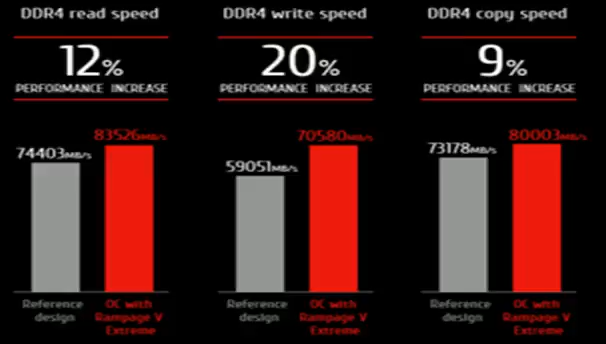 DDR4 read speed
12%
PERFORMANCE INCREASE
83526MB/s
74403MB/s
Reference design
OC with Rampage V Extreme
DDR4 write speed
20%
PERFORMANCE INCREASE
70580MB/s
59051MB/s
Reference design
OC with Rampage V Extreme
DDR4 copy speed
9%
PERFORMANCE INCREASE
80003MB/s
73178MB/s
Reference design
OC with Rampage V Extreme